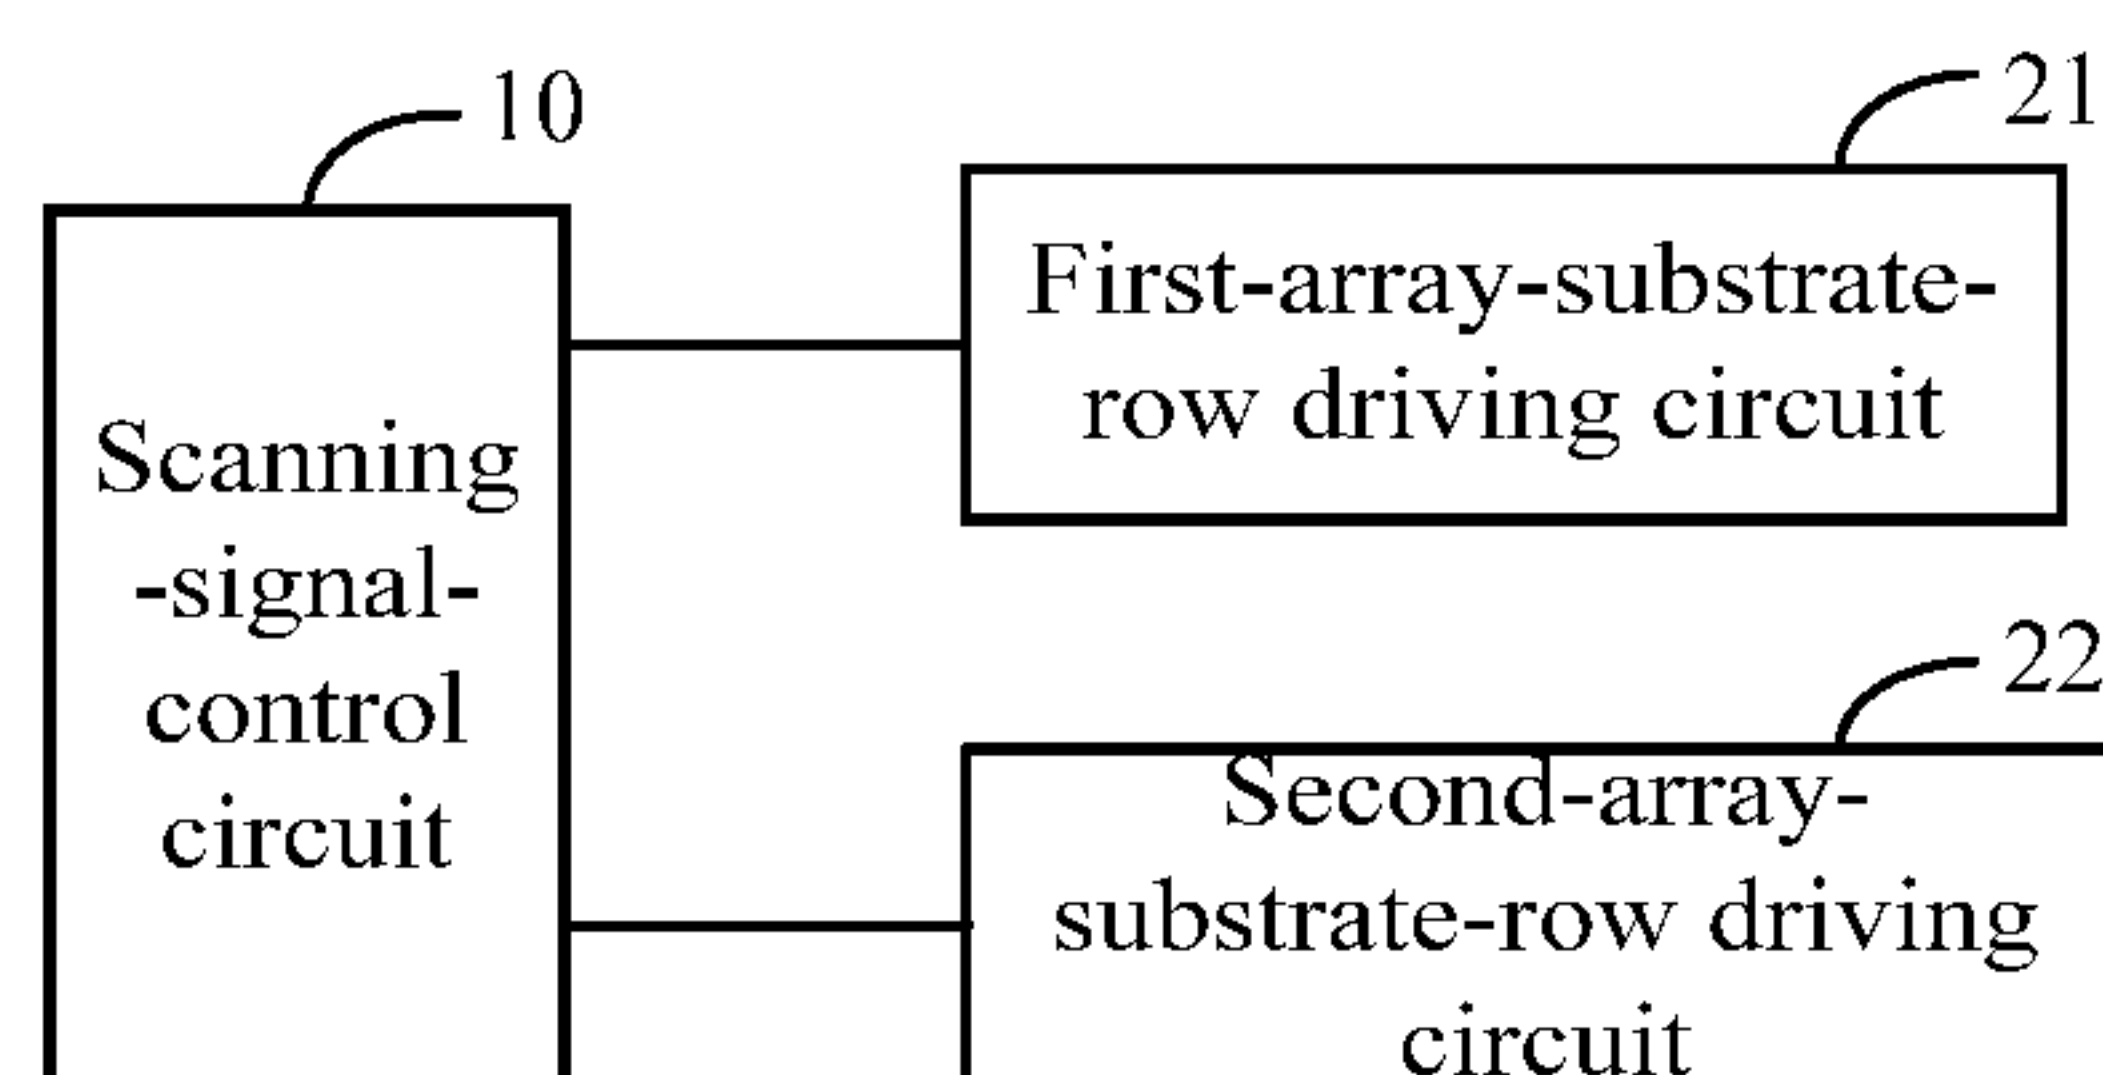 10
Scanning
-signal-
control
circuit
21
First-array-substrate-
row driving circuit
22
Second-array-
substrate-row driving
circuit